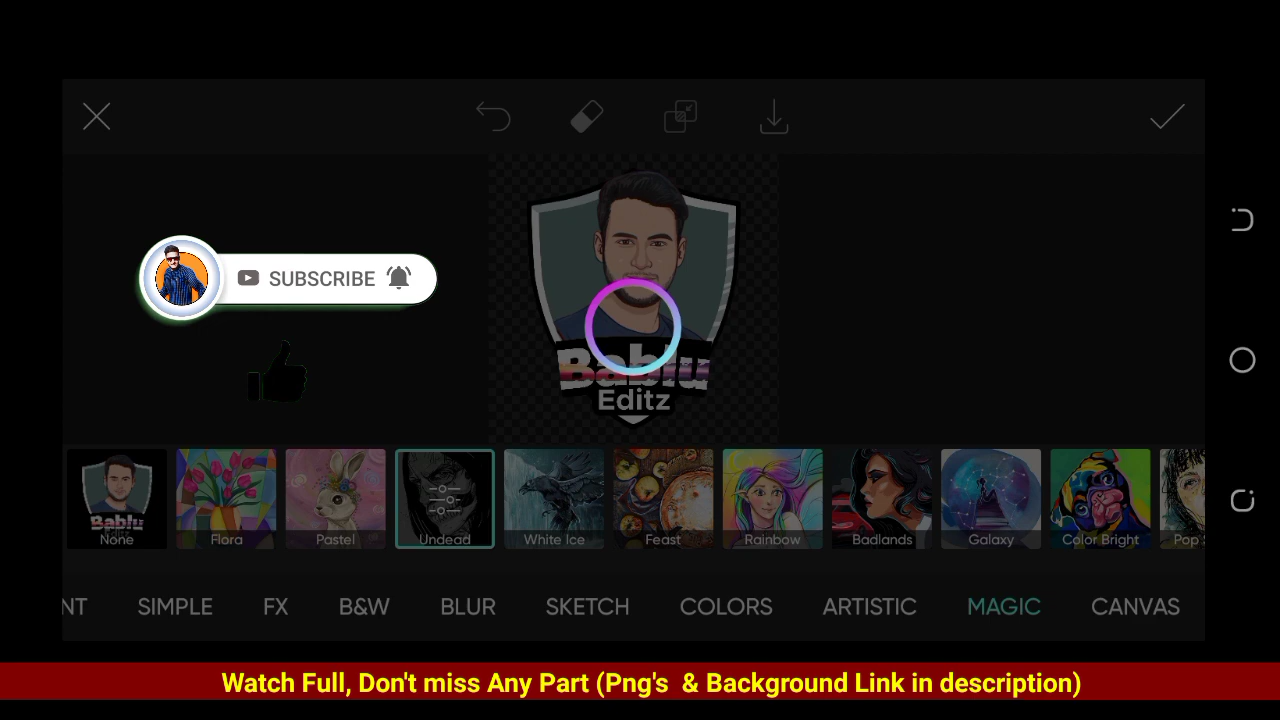 SUBSCRIBE
Bablu
Editz
Bablu
None
Flora
Pastel
Undead
White Ice
Feast
Rainbow
Badlands
Galaxy
Color Bright
Pop
NT
SIMPLE
FX
B&W
BLUR
SKETCH
COLORS
ARTISTIC
MAGIC
CANVAS
Watch Full, Don't miss Any Part (Png's & Background Link in description)